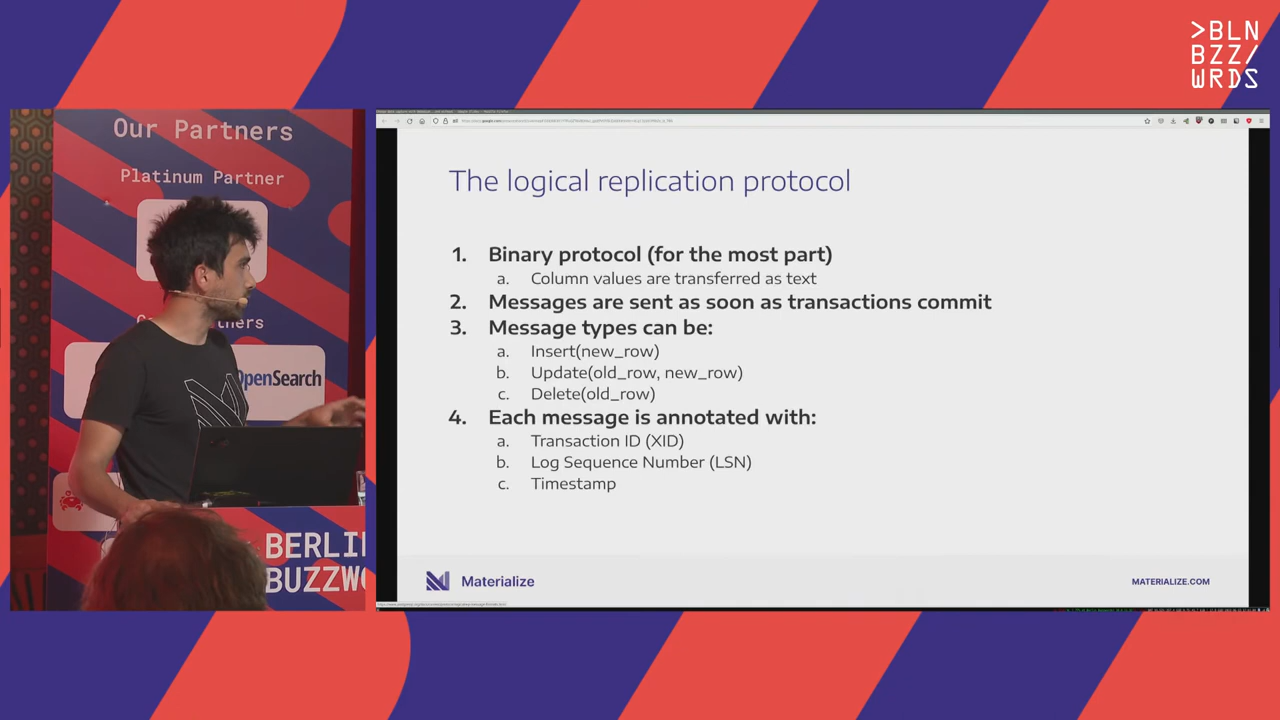 >BLN
BZZ/
WRDS
Our Partners
Platinum Partner
OpenSearch
BERLI
BUZZW
The logical replication protocol
1. Binary protocol (for the most part)
a. Column values are transferred as text
2. Messages are sent as soon as transactions commit
3. Message types can be:
a. Insert(new_row)
b. Update(old_row, new_row)
c. Delete(old_row)
4. Each message is annotated with:
a. Transaction ID (XID)
b. Log Sequence Number (LSN)
c. Timestamp
Materialize
MATERIALIZE.COM